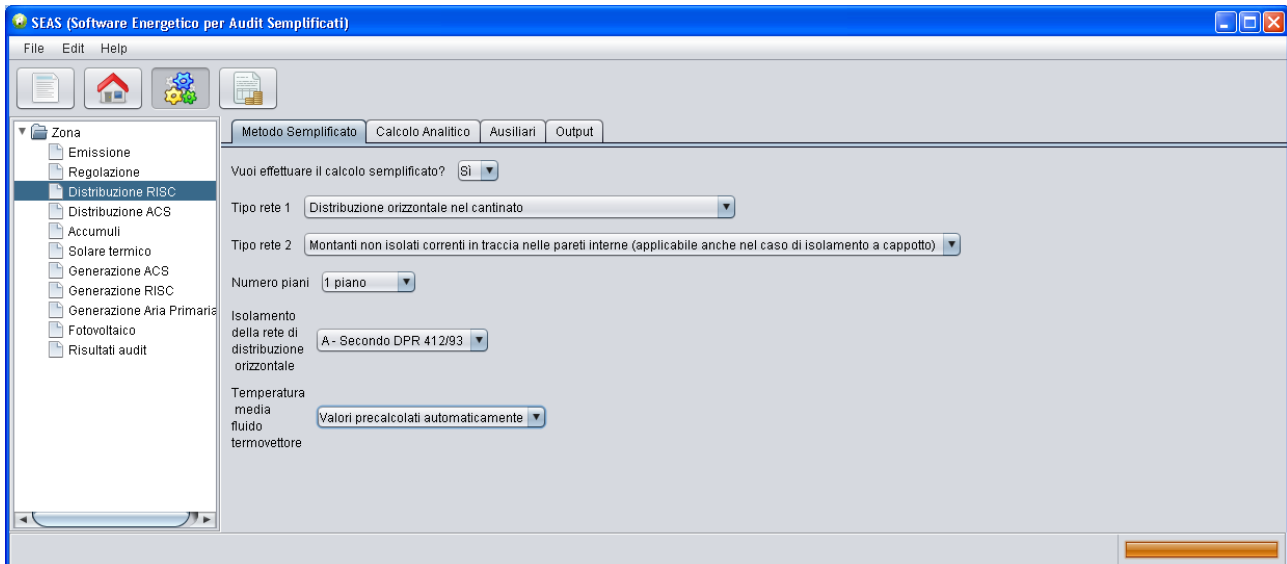 SEAS (Software Energetico per Audit Semplificati)
File Edit Help
Zona
Emissione
Regolazione
Distribuzione RISC
Distribuzione ACS
Accumuli
Solare termico
Generazione ACS
Generazione RISC
Generazione Aria Primaria
Fotovoltaico
Risultati audit
Metodo Semplificato Calcolo Analitico Ausiliari Output
Vuoi effettuare il calcolo semplificato? Sì
Tipo rete 1 Distribuzione orizzontale nel cantinato
Tipo rete 2 Montanti non isolati correnti in traccia nelle pareti interne (applicabile anche nel caso di isolamento a cappotto)
Numero piani 1 piano
Isolamento
della rete di
distribuzione
orizzontale
A - Secondo DPR 412/93
Temperatura
media
fluido
termovettore
Valori precalcolati automaticamente